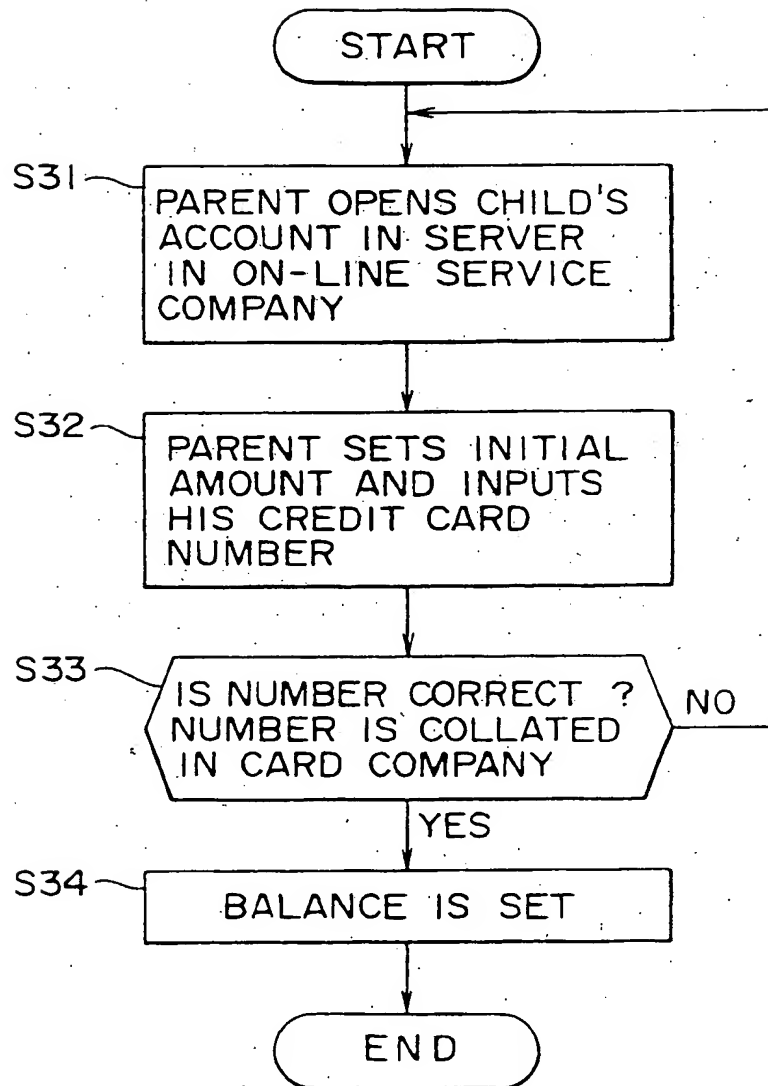 START
S31
PARENT OPENS CHILD'S
ACCOUNT IN SERVER
IN ON-LINE SERVICE
COMPANY
S32
PARENT SETS INITIAL
AMOUNT AND INPUTS
HIS CREDIT CARD
NUMBER
S33
IS NUMBER CORRECT ?
NUMBER IS COLLATED
IN CARD COMPANY
NO
YES
S34
BALANCE IS SET
END